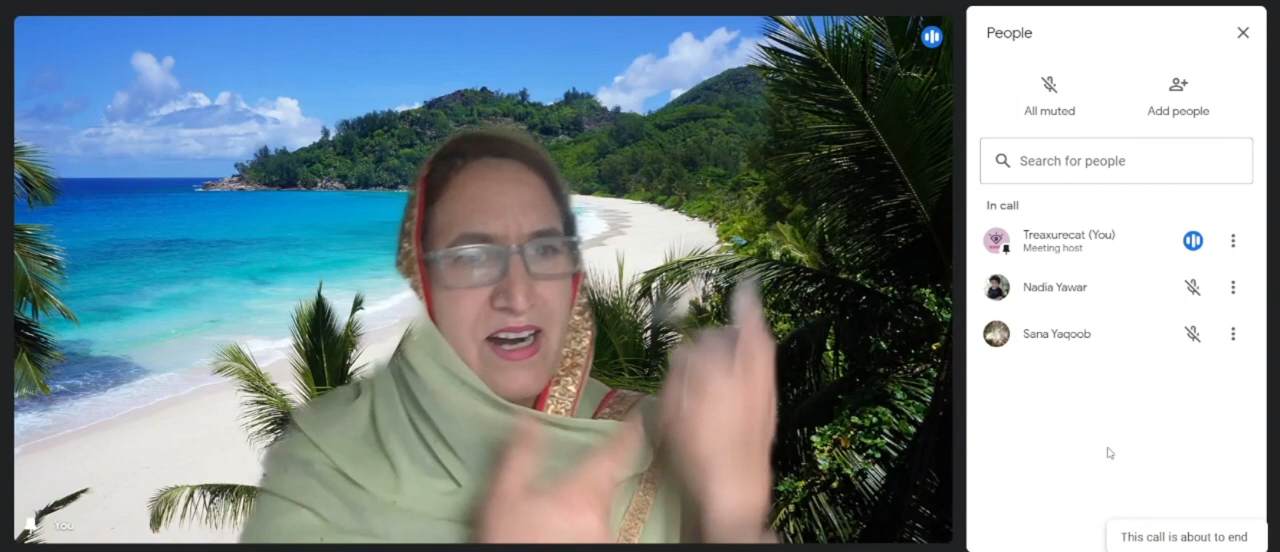 People
All muted
Add people
Search for people
In call
Treaxurecat (You)
Meeting host
Nadia Yawar
Sana Yaqoob
You
This call is about to end